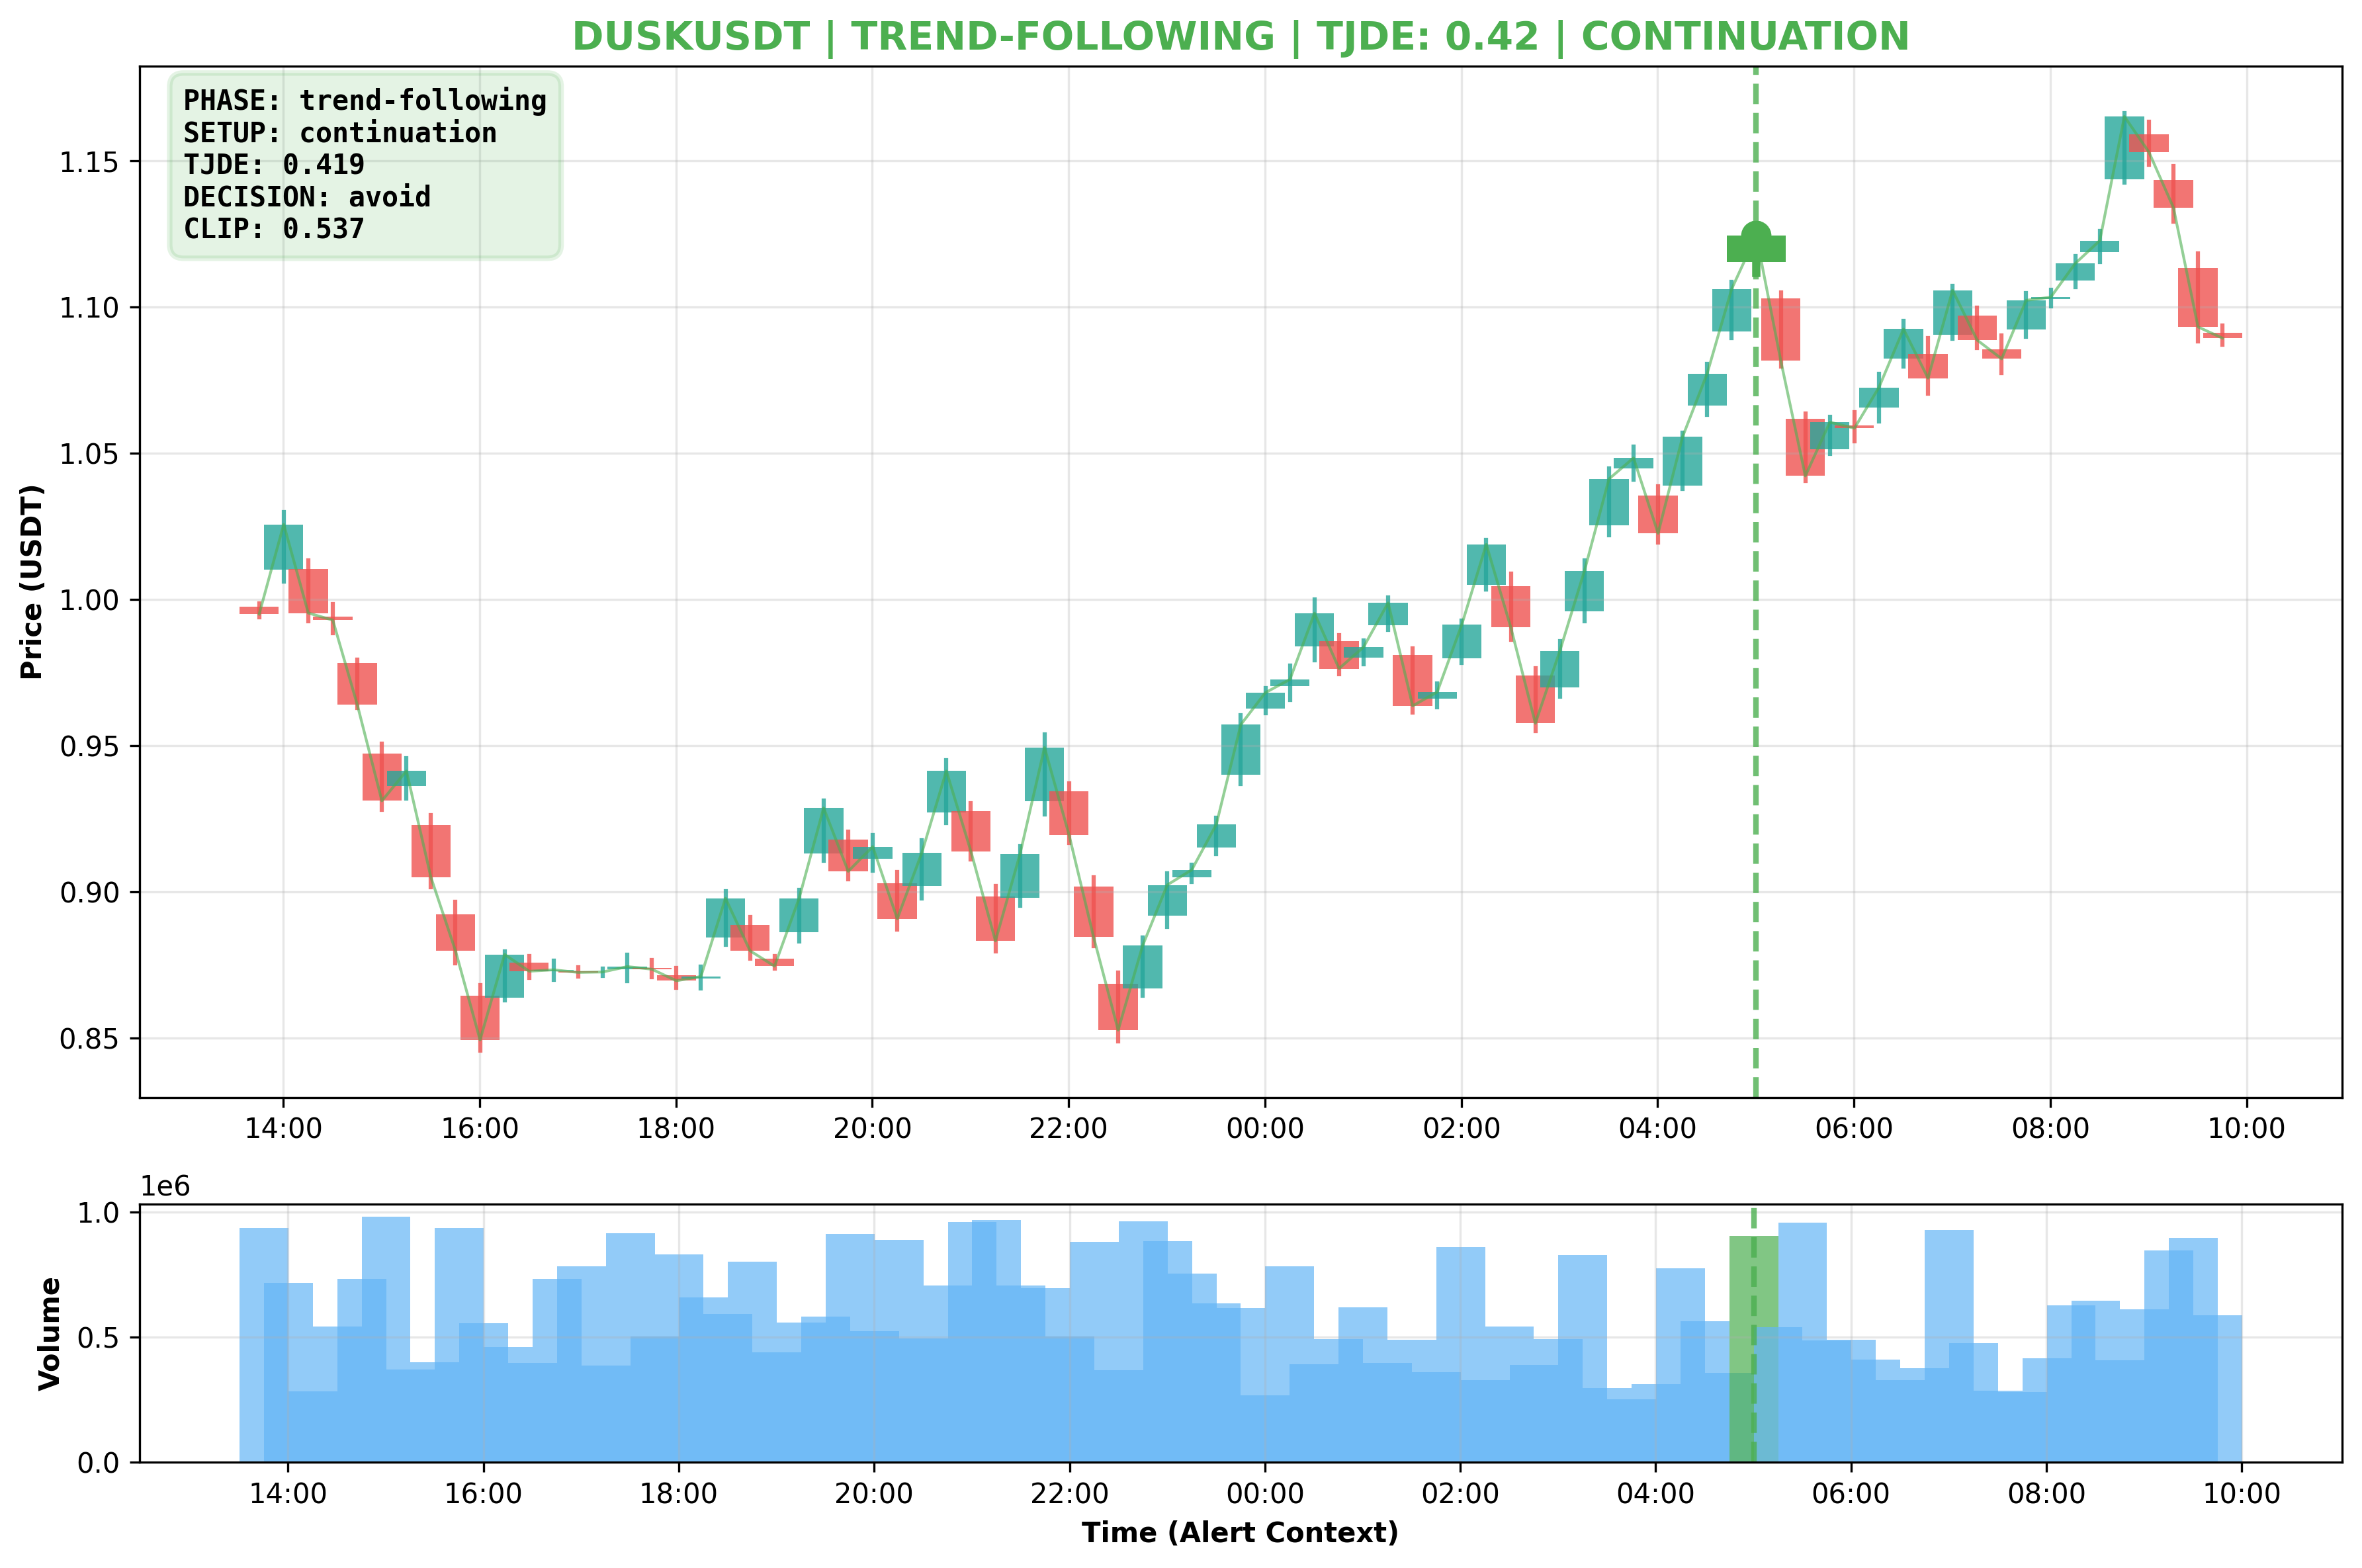 DUSKUSDT | TREND-FOLLOWING | TJDE: 0.42 | CONTINUATION
PHASE: trend-following
SETUP: continuation
TJDE: 0.419
DECISION: avoid
CLIP: 0.537
Price (USDT)
1.15
1.10
1.05
1.00
0.95
0.90
0.85
14:00 16:00 18:00 20:00 22:00 00:00 02:00 04:00 06:00 08:00 10:00
1e6
Volume
1.0
0.5
0.0
14:00 16:00 18:00 20:00 22:00 00:00 02:00 04:00 06:00 08:00 10:00
Time (Alert Context)